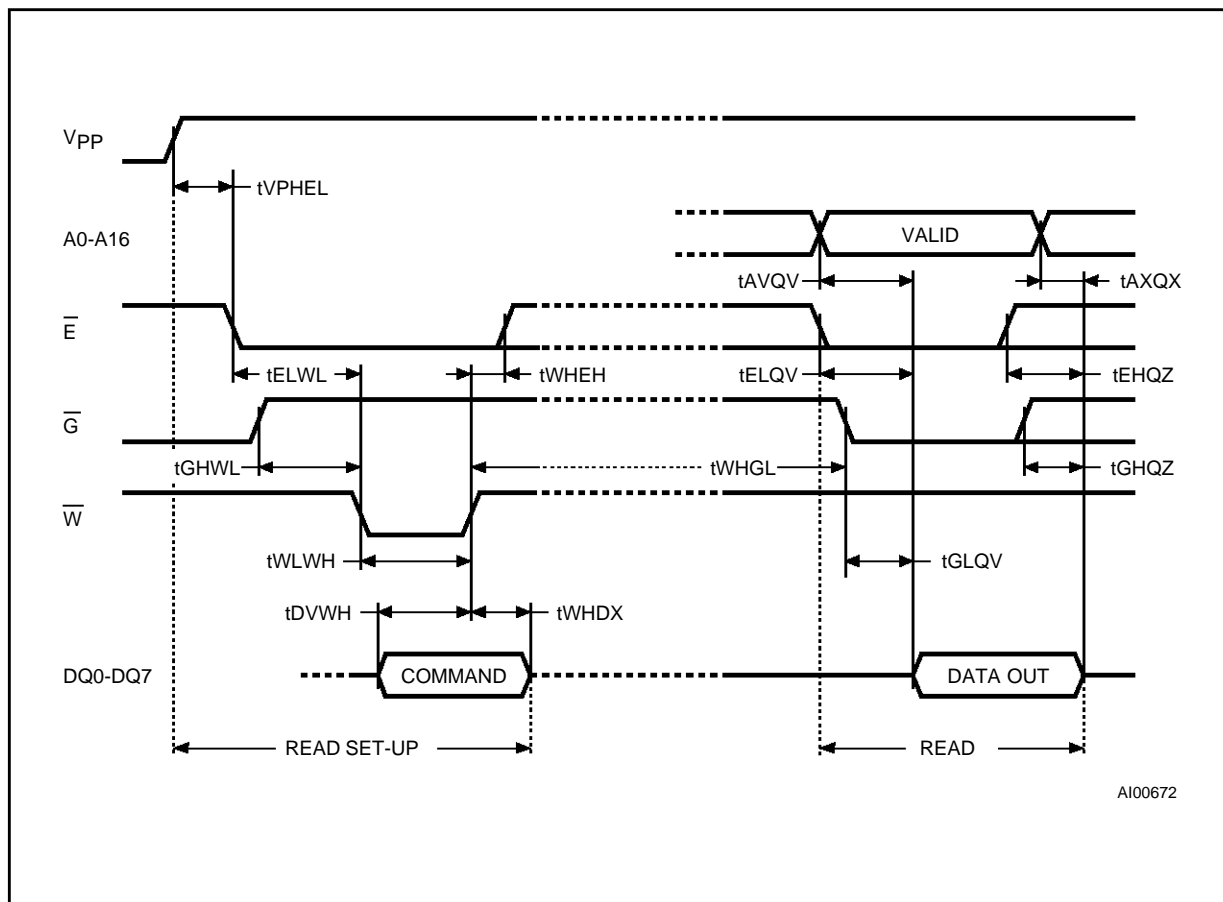 VPP
tVPHEL
A0-A16
VALID
tAVQV
tAXQX
E
tELWL
tWHEH
tELQV
tEHQZ
G
tGHWL
tWHGL
tGHQZ
W
tWLWH
tGLQV
tDVWH
tWHDX
DQ0-DQ7
COMMAND
DATA OUT
READ SET-UP
READ
AI00672